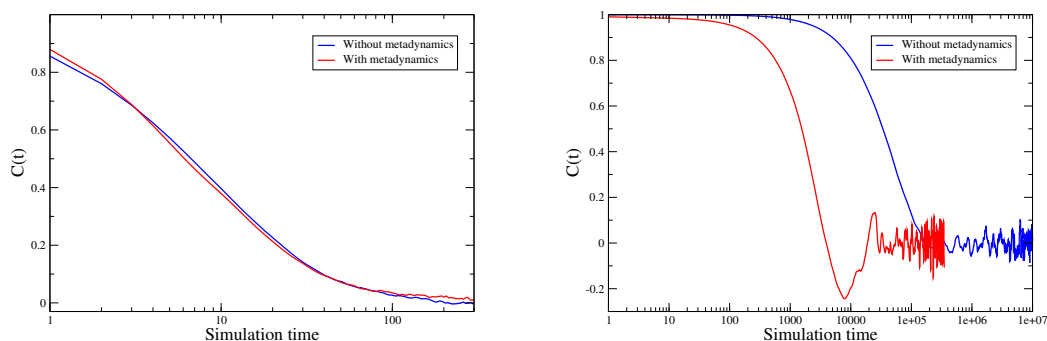 Without metadynamics
With metadynamics
C(t)
0.8
0.6
0.4
0.2
0
1
10
100
Simulation time
Without metadynamics
With metadynamics
C(t)
1
0.8
0.6
0.4
0.2
0
-0.2
1
10
100
1000
10000
1e+05
1e+06
1e+07
Simulation time